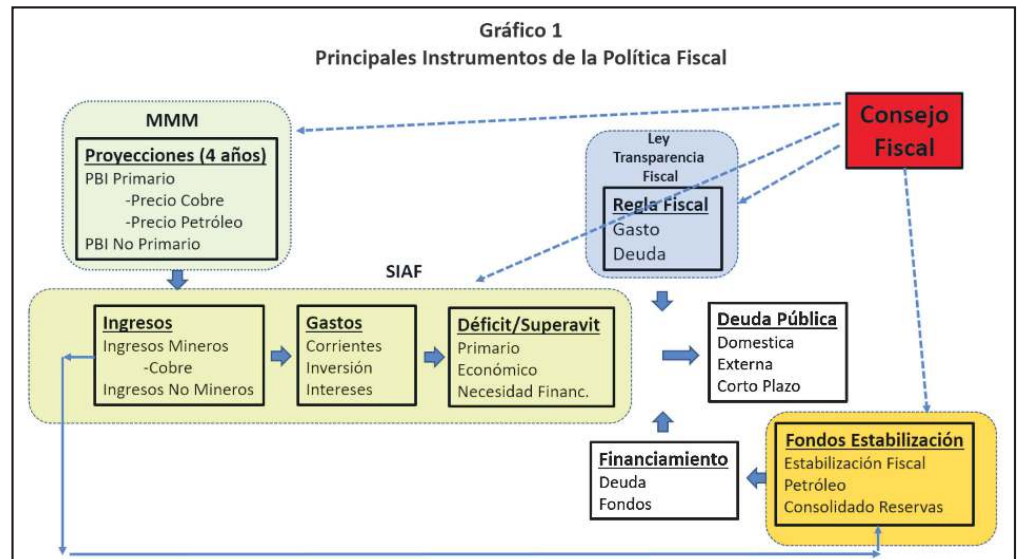 Gráfico 1
Principales Instrumentos de la Política Fiscal
MMM
Proyecciones (4 años)
PBI Primario
-Precio Cobre
-Precio Petróleo
PBI No Primario
Ley
Transparencia
Fiscal
Regla Fiscal
Gasto
Deuda
Consejo
Fiscal
SIAF
Ingresos
Ingresos Mineros
-Cobre
Ingresos No Mineros
Gastos
Corrientes
Inversión
Intereses
Déficit/Superavit
Primario
Económico
Necesidad Financ.
Deuda Pública
Domestica
Externa
Corto Plazo
Financiamiento
Deuda
Fondos
Fondos Estabilización
Estabilización Fiscal
Petróleo
Consolidado Reservas